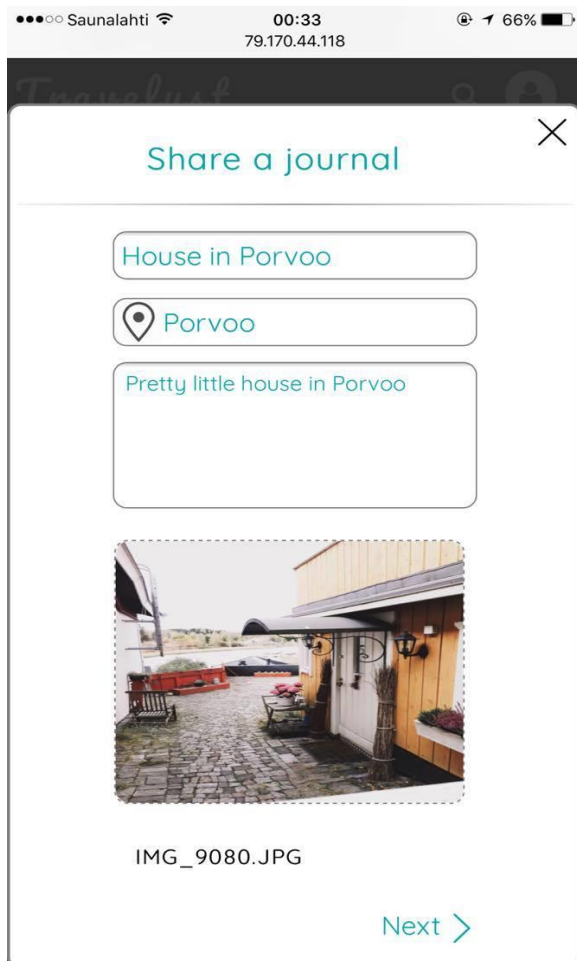 Saunalahti 00:33 66%
79.170.44.118
Travelust
Share a journal
House in Porvoo
Porvoo
Pretty little house in Porvoo
IMG_9080.JPG
Next